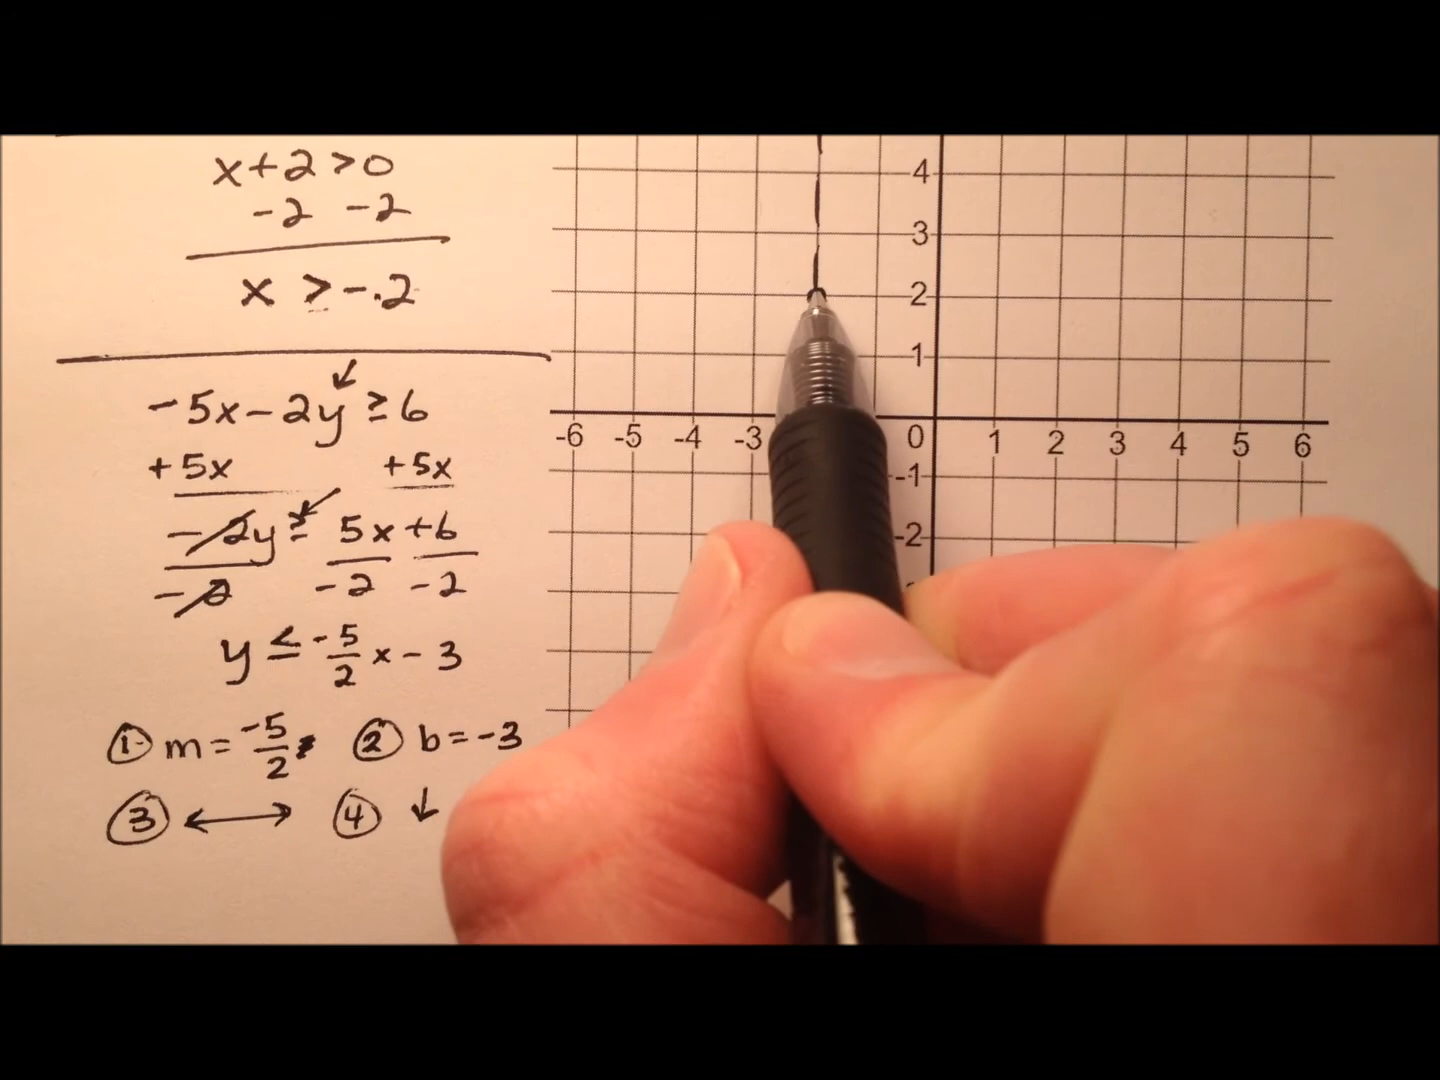 x+2>0
-2 -2
x > -.2
-5x-2y ≥ 6
+5x +5x
-2y ≥ 5x+6
-2 -2 -2
y ≤ -5/2 x - 3
① m = -5/2 ② b = -3
③ ↔ ④ ↓
4
3
2
1
-6 -5 -4 -3 0 1 2 3 4 5 6
-1
-2